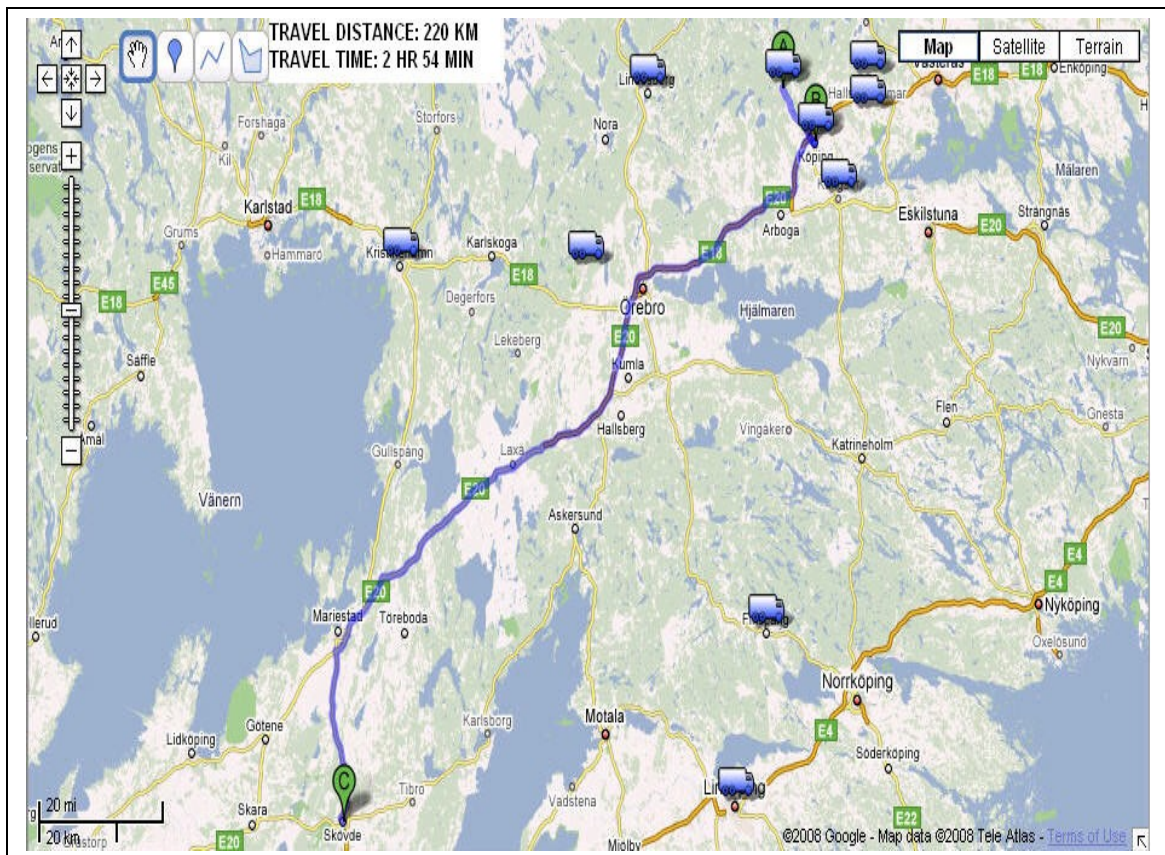 TRAVEL DISTANCE: 220 KM
TRAVEL TIME: 2 HR 54 MIN
Map
Satellite
Terrain
E18
Enköping
Storfors
Forshaga
Kil
Nora
Köping
Mälaren
Karlstad
E18
E20
Arboga
Eskilstuna
E20
Strängnäs
Grums
Hammarö
Karlskoga
E18
E45
E18
E18
Degerfors
Örebro
Hjälmaren
E20
E20
Lekeberg
Nykvarn
Säffle
Kumla
Flen
Gnesta
Hallsberg
Vingåker
Katrineholm
Åmål
Gullspång
Laxå
E20
Vänern
Askersund
E4
E20
E4
Nyköping
Mariestad
Töreboda
Oxelösund
Norrköping
Karlsborg
Motala
E4
Götene
Lidköping
Söderköping
A
B
C
Tibro
Vadstena
20 mi
Skara
20 km
Skövde
E20
E22
Mjölby
©2008 Google - Map data ©2008 Tele Atlas - Terms of Use